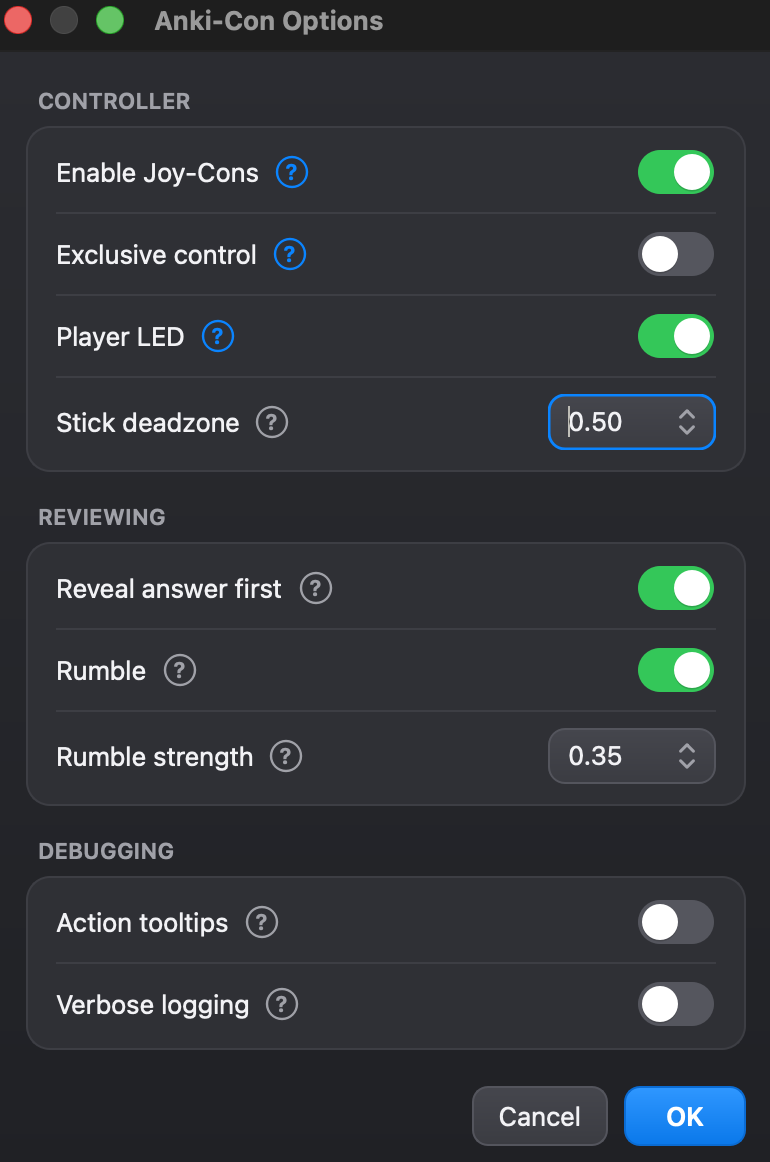 Anki-Con Options
CONTROLLER
Enable Joy-Cons ?
Exclusive control ?
Player LED ?
Stick deadzone ? 0.50
REVIEWING
Reveal answer first ?
Rumble ?
Rumble strength ? 0.35
DEBUGGING
Action tooltips ?
Verbose logging ?
Cancel OK